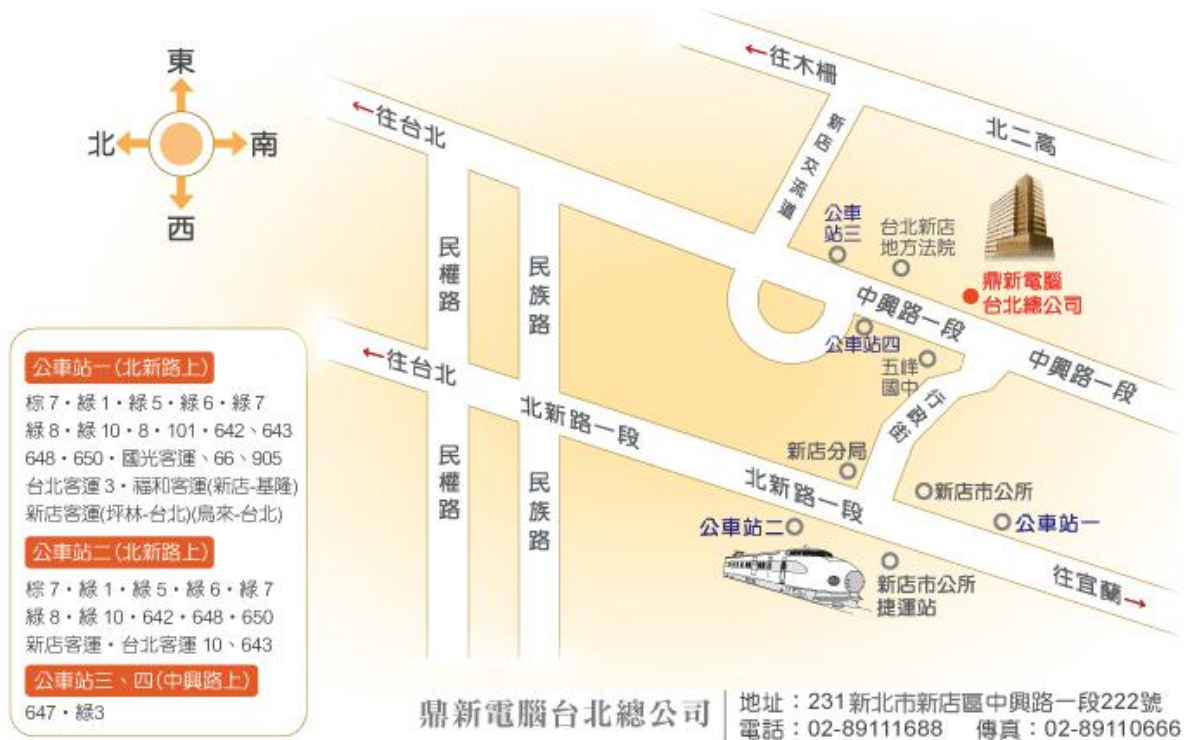 東
北
南
西
←往木柵
北二高
←往台北
新店交流道
公車
站三
台北新店
地方法院
鼎新電腦
台北總公司
民權路
民族路
中興路一段
公車站四
五峰
國中
中興路一段
行政街
←往台北
北新路一段
新店分局
北新路一段
新店市公所
公車站一
公車站二
新店市公所
捷運站
往宜蘭→
民權路
民族路
公車站一(北新路上)
棕7・綠1・綠5・綠6・綠7
綠8・綠10・8・101・642、643
648・650・國光客運、66、905
台北客運3・福和客運(新店-基隆)
新店客運(坪林-台北)(烏來-台北)
公車站二(北新路上)
棕7・綠1・綠5・綠6・綠7
綠8・綠10・642・648・650
新店客運・台北客運10、643
公車站三、四(中興路上)
647・綠3
鼎新電腦台北總公司
地址：231新北市新店區中興路一段222號
電話：02-89111688 傳真：02-89110666